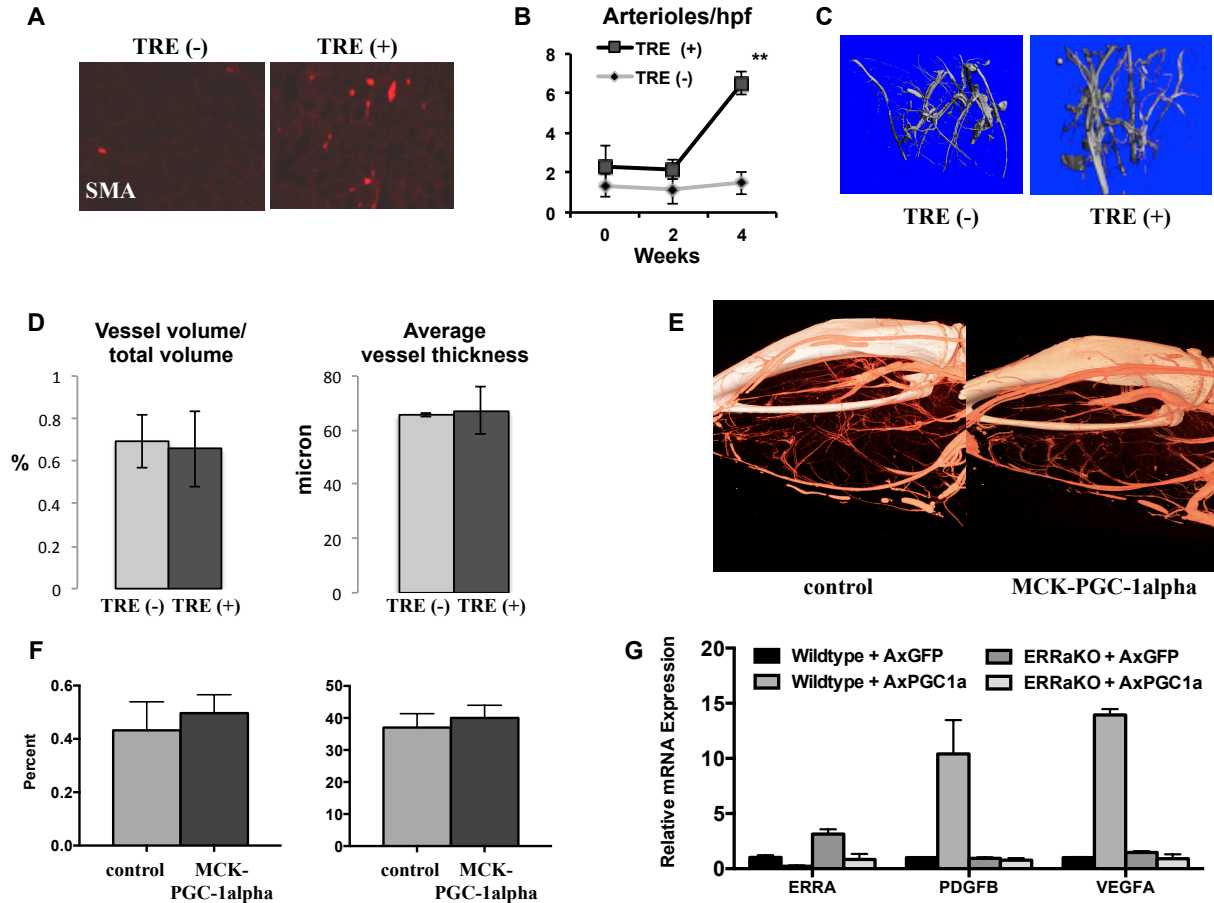 A
TRE (-)
TRE (+)
SMA
B
Arterioles/hpf
TRE (+)
TRE (-)
**
8
6
4
2
0
0 2 4
Weeks
C
TRE (-)
TRE (+)
D
Vessel volume/
total volume
1
0.8
0.6
0.4
0.2
0
%
TRE (-) TRE (+)
Average
vessel thickness
80
60
40
20
0
micron
TRE (-) TRE (+)
E
control
MCK-PGC-1alpha
F
0.6
0.4
0.2
0.0
Percent
control
MCK-
PGC-1alpha
50
40
30
20
10
0
control
MCK-
PGC-1alpha
G
20
15
10
5
0
Relative mRNA Expression
Wildtype + AxGFP
Wildtype + AxPGC1a
ERRaKO + AxGFP
ERRaKO + AxPGC1a
ERRA
PDGFB
VEGFA